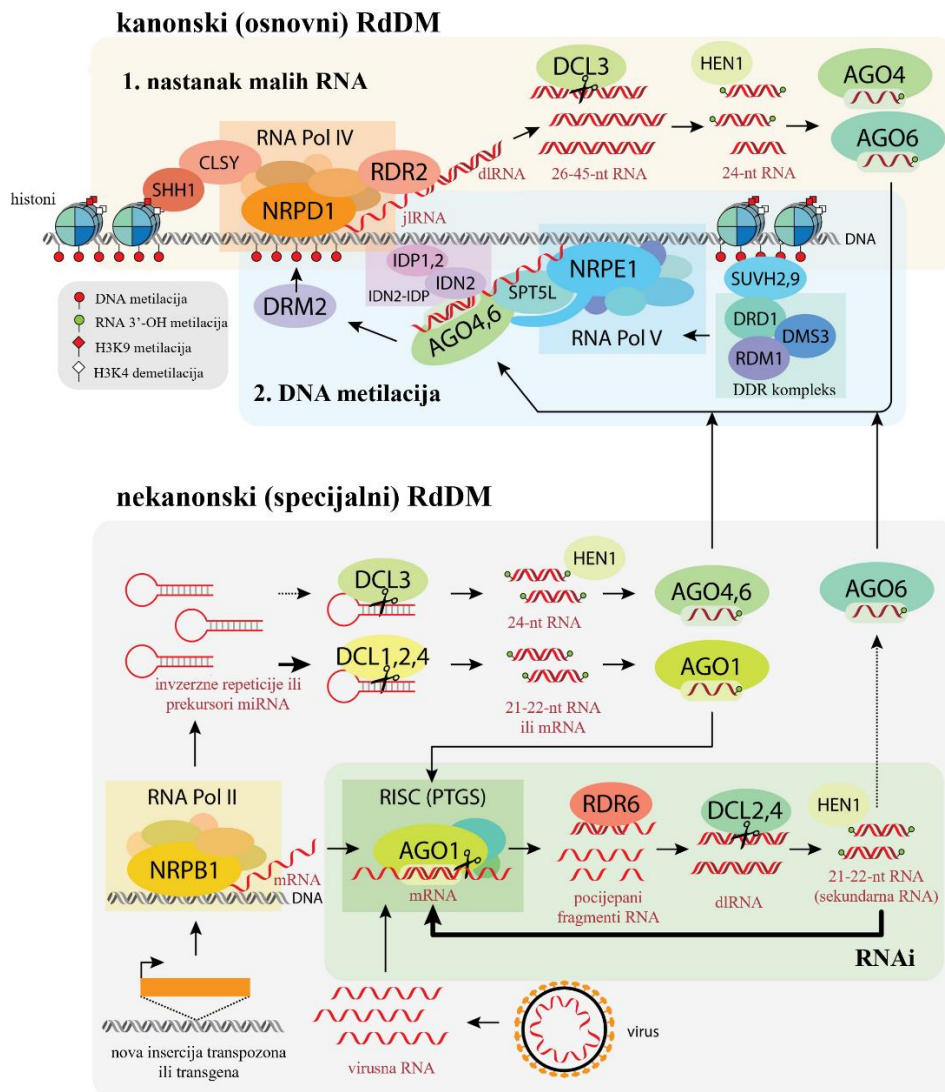 kanonski (osnovni) RdDM
1. nastanak malih RNA
RNA Pol IV
CLSY
SHH1
NRPD1
RDR2
jlRNA
dlRNA
DCL3
26-45-nt RNA
HEN1
24-nt RNA
AGO4
AGO6
histoni
DNA
DNA metilacija
RNA 3'-OH metilacija
H3K9 metilacija
H3K4 demetilacija
DRM2
IDP1,2
IDN2
IDN2-IDP
AGO4,6
SPT5L
NRPE1
RNA Pol V
SUVH2,9
DRD1
DMS3
RDM1
DDR kompleks
2. DNA metilacija
nekanonski (specijalni) RdDM
DCL3
HEN1
24-nt RNA
AGO4,6
AGO6
DCL1,2,4
21-22-nt RNA
ili mRNA
AGO1
invzerzne repeticije ili
prekursori miRNA
RNA Pol II
NRPB1
mRNA
DNA
RISC (PTGS)
AGO1
mRNA
RDR6
pocijepani
fragmenti RNA
DCL2,4
dlRNA
HEN1
21-22-nt RNA
(sekundarna RNA)
RNAi
nova insercija transpozona
ili transgena
virusna RNA
virus